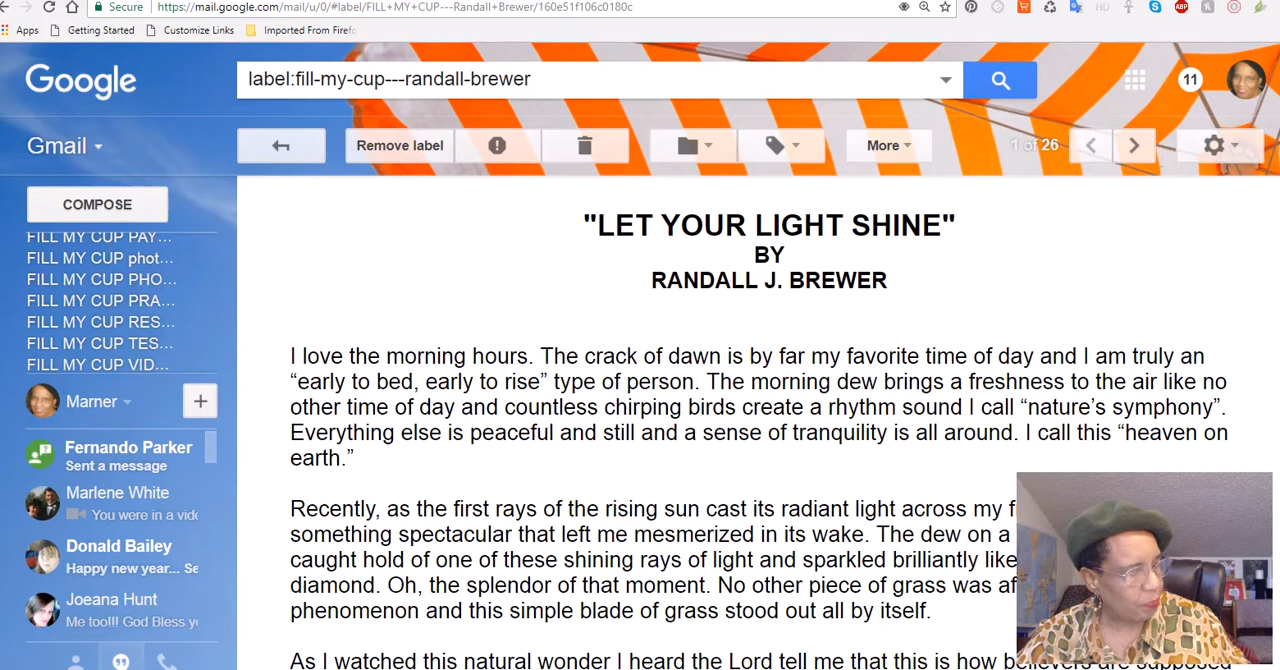 Secure https://mail.google.com/mail/u/0/#label/FILL+MY+CUP---Randall+Brewer/160e51f106c0180c
Apps Getting Started Customize Links Imported From Firef
Google label:fill-my-cup---randall-brewer 11
Gmail Remove label More 1 of 26
COMPOSE
FILL MY CUP PAY...
FILL MY CUP phot...
FILL MY CUP PHO...
FILL MY CUP PRA...
FILL MY CUP RES...
FILL MY CUP TES...
FILL MY CUP VID...
Marner
Fernando Parker
Sent a message
Marlene White
You were in a vide
Donald Bailey
Happy new year... Se
Joeana Hunt
Me too!!! God Bless y
"LET YOUR LIGHT SHINE"
BY
RANDALL J. BREWER
I love the morning hours. The crack of dawn is by far my favorite time of day and I am truly an
“early to bed, early to rise” type of person. The morning dew brings a freshness to the air like no
other time of day and countless chirping birds create a rhythm sound I call “nature’s symphony”.
Everything else is peaceful and still and a sense of tranquility is all around. I call this “heaven on
earth.”
Recently, as the first rays of the rising sun cast its radiant light across my
something spectacular that left me mesmerized in its wake. The dew on a
caught hold of one of these shining rays of light and sparkled brilliantly like
diamond. Oh, the splendor of that moment. No other piece of grass was
phenomenon and this simple blade of grass stood out all by itself.
As I watched this natural wonder I heard the Lord tell me that this is how believers are supposed